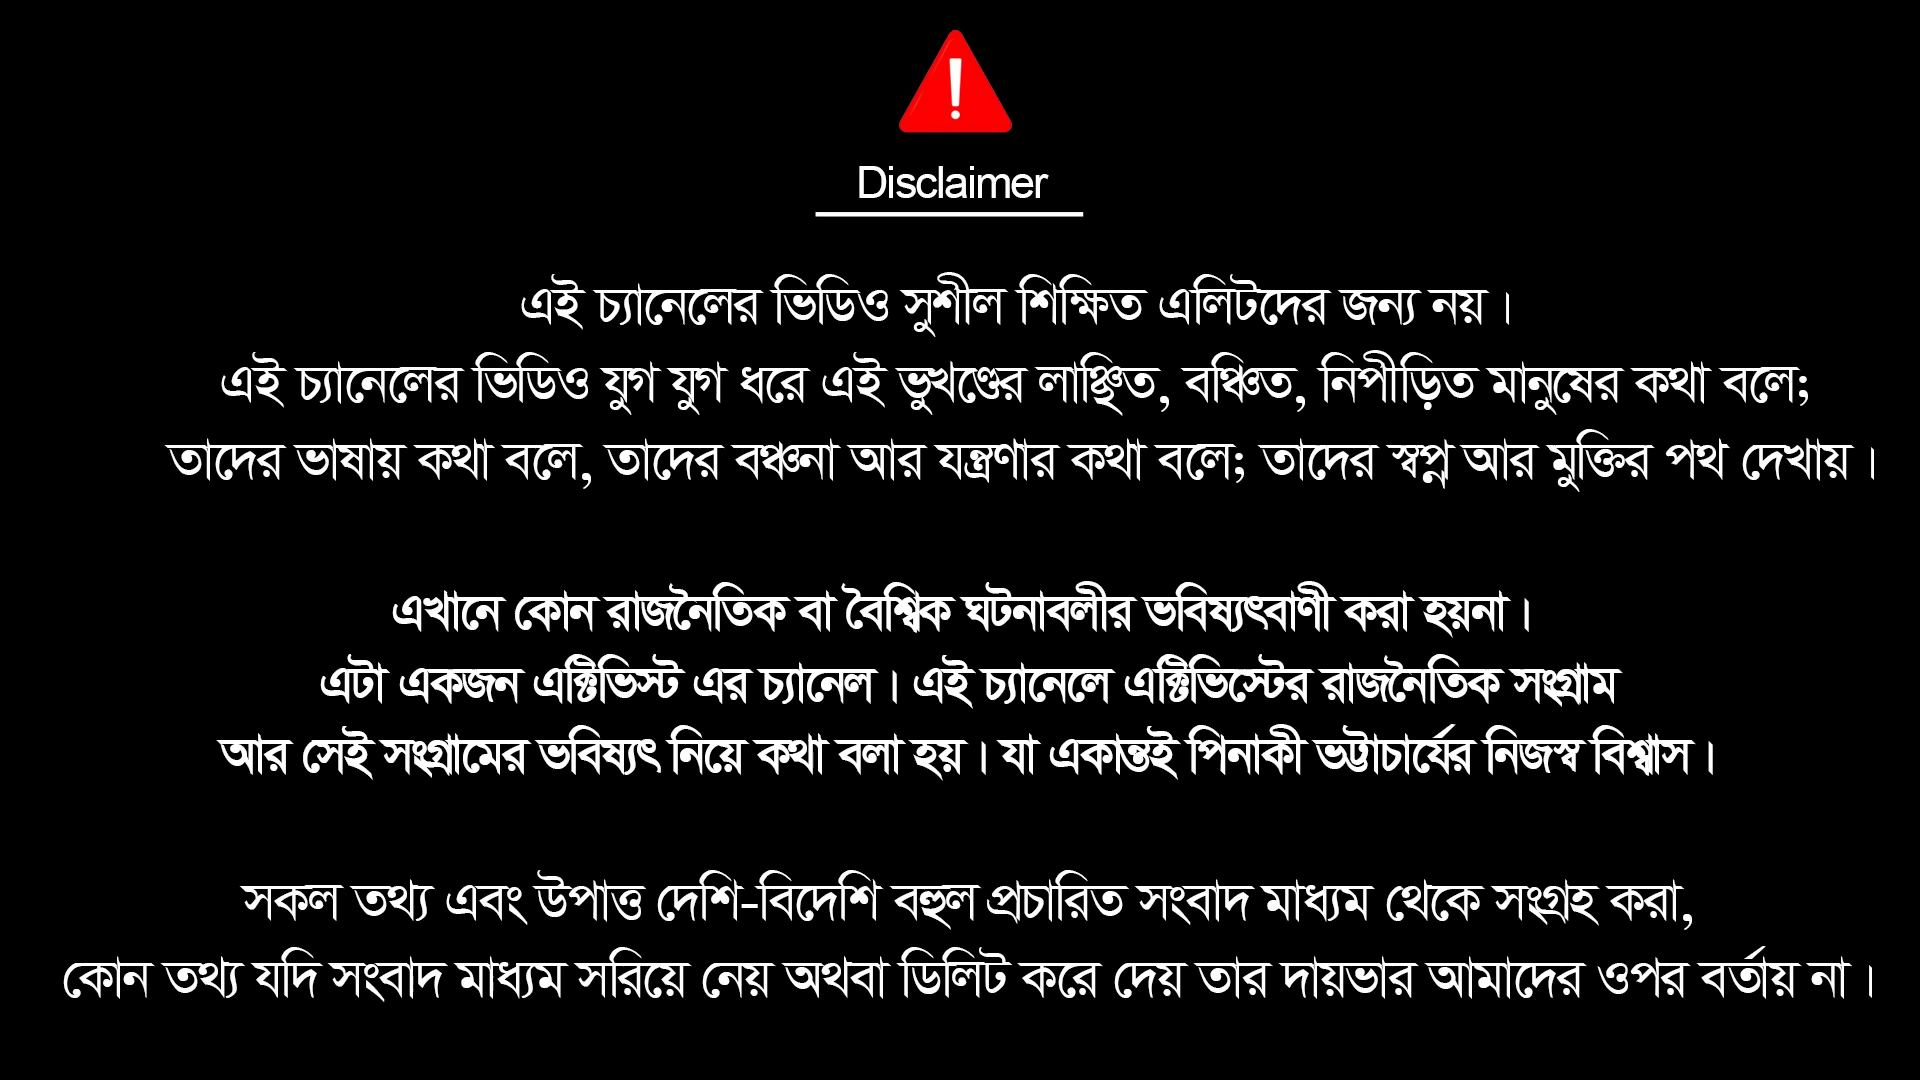 Disclaimer
এই চ্যানেলের ভিডিও সুশীল শিক্ষিত এলিটদের জন্য নয়।
এই চ্যানেলের ভিডিও যুগ যুগ ধরে এই ভুখণ্ডের লাঞ্ছিত, বঞ্চিত, নিপীড়িত মানুষের কথা বলে;
তাদের ভাষায় কথা বলে, তাদের বঞ্চনা আর যন্ত্রণার কথা বলে; তাদের স্বপ্ন আর মুক্তির পথ দেখায়।
এখানে কোন রাজনৈতিক বা বৈশ্বিক ঘটনাবলীর ভবিষ্যৎবাণী করা হয়না।
এটা একজন এক্টিভিস্ট এর চ্যানেল। এই চ্যানেলে এক্টিভিস্টের রাজনৈতিক সংগ্রাম
আর সেই সংগ্রামের ভবিষ্যৎ নিয়ে কথা বলা হয়। যা একান্তই পিনাকী ভট্টাচার্যের নিজস্ব বিশ্বাস।
সকল তথ্য এবং উপাত্ত দেশি-বিদেশি বহুল প্রচারিত সংবাদ মাধ্যম থেকে সংগ্রহ করা,
কোন তথ্য যদি সংবাদ মাধ্যম সরিয়ে নেয় অথবা ডিলিট করে দেয় তার দায়ভার আমাদের ওপর বর্তায় না।